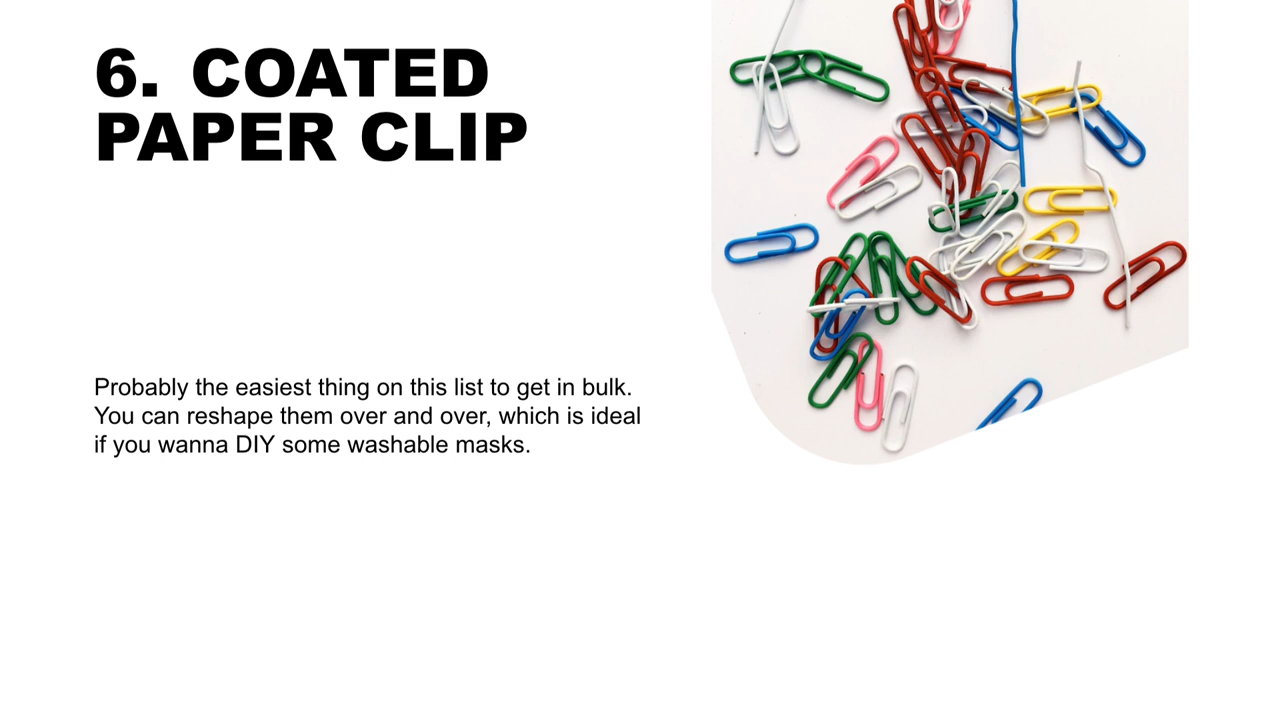 6. COATED
PAPER CLIP
Probably the easiest thing on this list to get in bulk.
You can reshape them over and over, which is ideal
if you wanna DIY some washable masks.